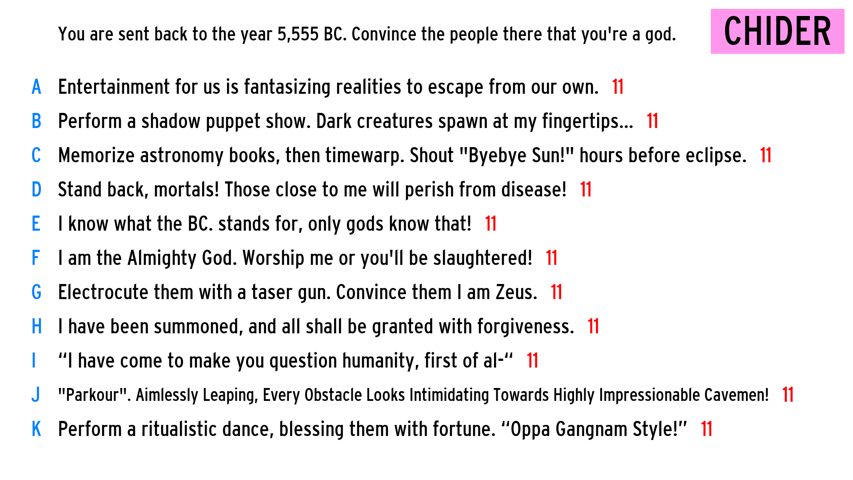 You are sent back to the year 5,555 BC. Convince the people there that you're a god.
CHIDER
A Entertainment for us is fantasizing realities to escape from our own. 11
B Perform a shadow puppet show. Dark creatures spawn at my fingertips... 11
C Memorize astronomy books, then timewarp. Shout "Byebye Sun!" hours before eclipse. 11
D Stand back, mortals! Those close to me will perish from disease! 11
E I know what the BC. stands for, only gods know that! 11
F I am the Almighty God. Worship me or you'll be slaughtered! 11
G Electrocute them with a taser gun. Convince them I am Zeus. 11
H I have been summoned, and all shall be granted with forgiveness. 11
I “I have come to make you question humanity, first of al-“ 11
J "Parkour". Aimlessly Leaping, Every Obstacle Looks Intimidating Towards Highly Impressionable Cavemen! 11
K Perform a ritualistic dance, blessing them with fortune. “Oppa Gangnam Style!” 11